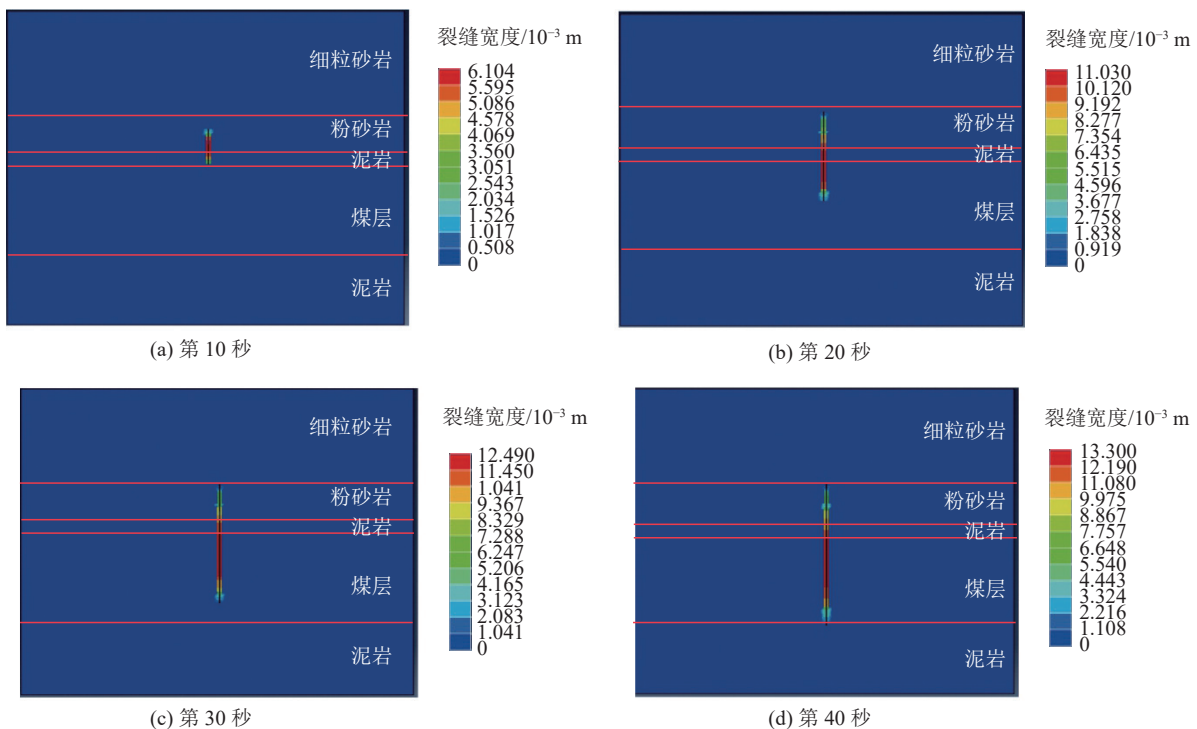 裂缝宽度/10⁻³ m
6.104
5.595
5.086
4.578
4.069
3.560
3.051
2.543
2.034
1.526
1.017
0.508
0
细粒砂岩
粉砂岩
泥岩
煤层
泥岩
(a) 第 10 秒
裂缝宽度/10⁻³ m
11.030
10.120
9.192
8.277
7.354
6.435
5.515
4.596
3.677
2.758
1.838
0.919
0
细粒砂岩
粉砂岩
泥岩
煤层
泥岩
(b) 第 20 秒
裂缝宽度/10⁻³ m
12.490
11.450
1.041
9.367
8.329
7.288
6.247
5.206
4.165
3.123
2.083
1.041
0
细粒砂岩
粉砂岩
泥岩
煤层
泥岩
(c) 第 30 秒
裂缝宽度/10⁻³ m
13.300
12.190
11.080
9.975
8.867
7.757
6.648
5.540
4.443
3.324
2.216
1.108
0
细粒砂岩
粉砂岩
泥岩
煤层
泥岩
(d) 第 40 秒